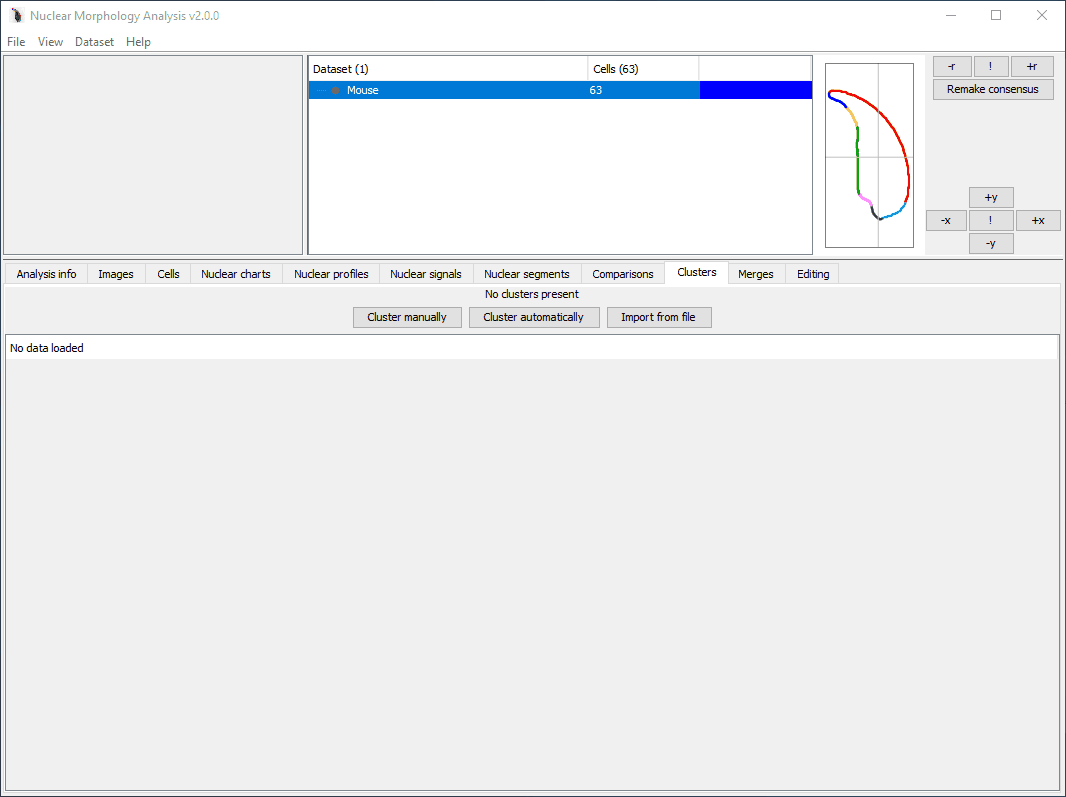 Nuclear Morphology Analysis v2.0.0
File View Dataset Help
Dataset (1) Cells (63)
Mouse 63
-r ! +r
Remake consensus
+y
-x ! +x
-y
Analysis info Images Cells Nuclear charts Nuclear profiles Nuclear signals Nuclear segments Comparisons Clusters Merges Editing
No clusters present
Cluster manually Cluster automatically Import from file
No data loaded